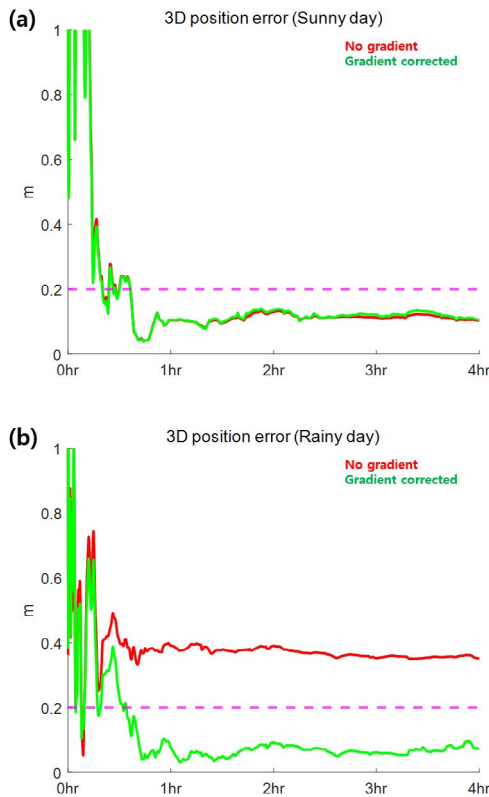 (a)
3D position error (Sunny day)
No gradient
Gradient corrected
1
0.8
0.6
m
0.4
0.2
0
0hr 1hr 2hr 3hr 4hr
(b)
3D position error (Rainy day)
No gradient
Gradient corrected
1
0.8
0.6
m
0.4
0.2
0
0hr 1hr 2hr 3hr 4hr